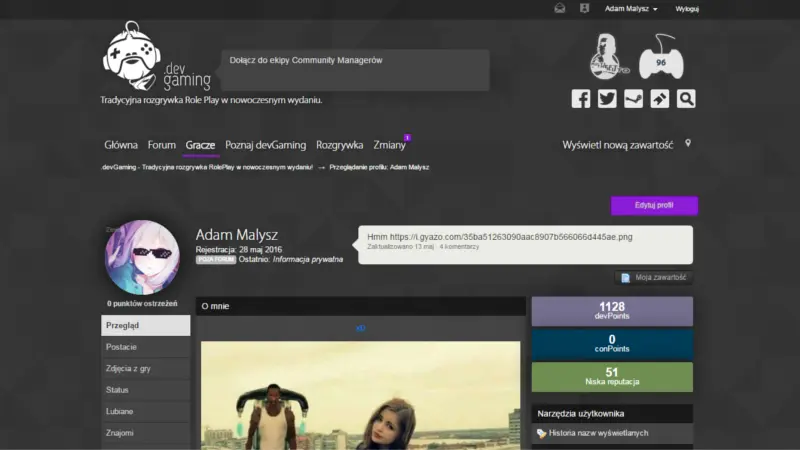 Adam Malysz
Wyloguj
.dev
gaming
Dołącz do ekipy Community Managerów
96
Tradycyjna rozgrywka Role Play w nowoczesnym wydaniu.
Główna Forum Gracze Poznaj devGaming Rozgrywka Zmiany 1
Wyświetl nową zawartość
.devGaming - Tradycyjna rozgrywka RolePlay w nowoczesnym wydaniu! → Przeglądanie profilu: Adam Malysz
Edytuj profil
Adam Malysz
Rejestracja: 28 maj 2016
POZA FORUM Ostatnio: Informacja prywatna
Hmm https://i.gyazo.com/35ba51263090aac8907b566066d445ae.png
Zaktualizowano 13 maj · 4 komentarzy
Moja zawartość
0 punktów ostrzeżeń
Przegląd
Postacie
Zdjęcia z gry
Status
Lubiane
Znajomi
O mnie
xD
1128
devPoints
0
conPoints
51
Niska reputacja
Narzędzia użytkownika
Historia nazw wyświetlanych